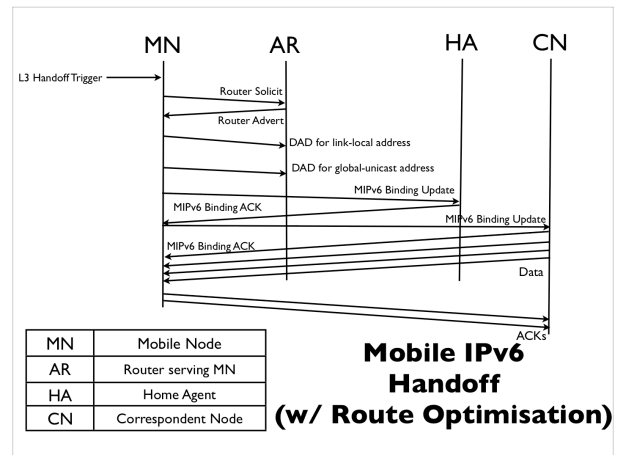 MN AR HA CN
L3 Handoff Trigger
Router Solicit
Router Advert
DAD for link-local address
DAD for global-unicast address
MIPv6 Binding Update
MIPv6 Binding ACK
MIPv6 Binding Update
MIPv6 Binding ACK
Data
ACKs
MN Mobile Node
AR Router serving MN
HA Home Agent
CN Correspondent Node
Mobile IPv6
Handoff
(w/ Route Optimisation)